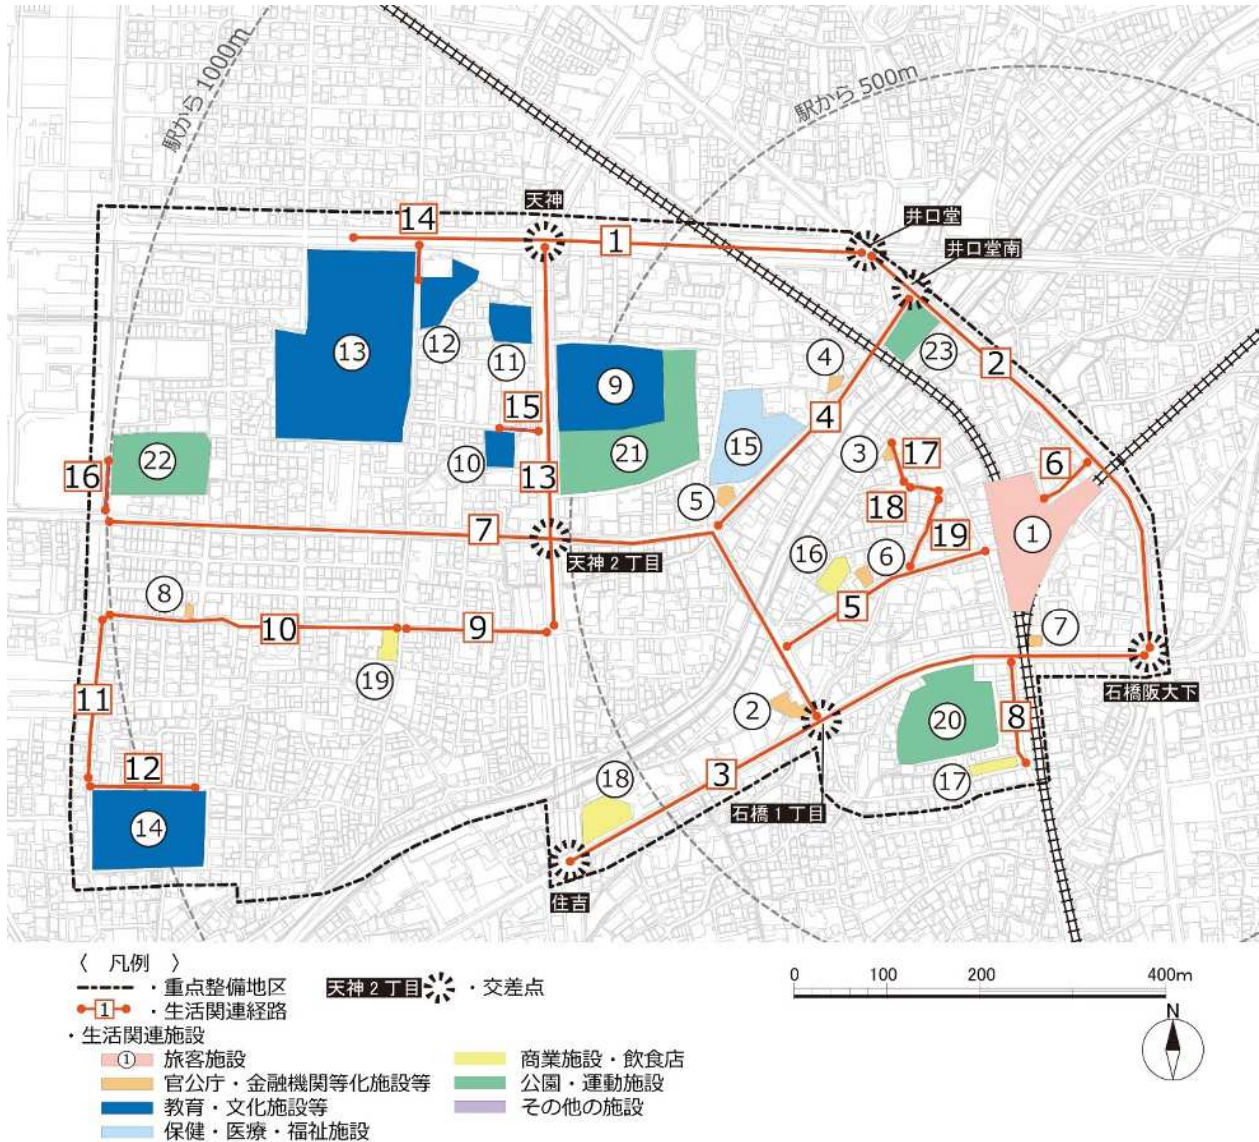 駅から 1000m
駅から 500m
天神
井口堂
井口堂南
14
1
2
13
12
11
9
4
23
4
15
10
21
15
3
17
6
22
16
13
5
18
19
1
7
天神２丁目
16
6
8
10
9
5
7
19
11
2
20
8
石橋阪大下
12
18
3
17
石橋１丁目
14
住吉
〈 凡例 〉
・重点整備地区
天神２丁目 ・交差点
1 ・生活関連経路
・生活関連施設
① 旅客施設
官公庁・金融機関等化施設等
教育・文化施設等
保健・医療・福祉施設
商業施設・飲食店
公園・運動施設
その他の施設
0 100 200 400m
N